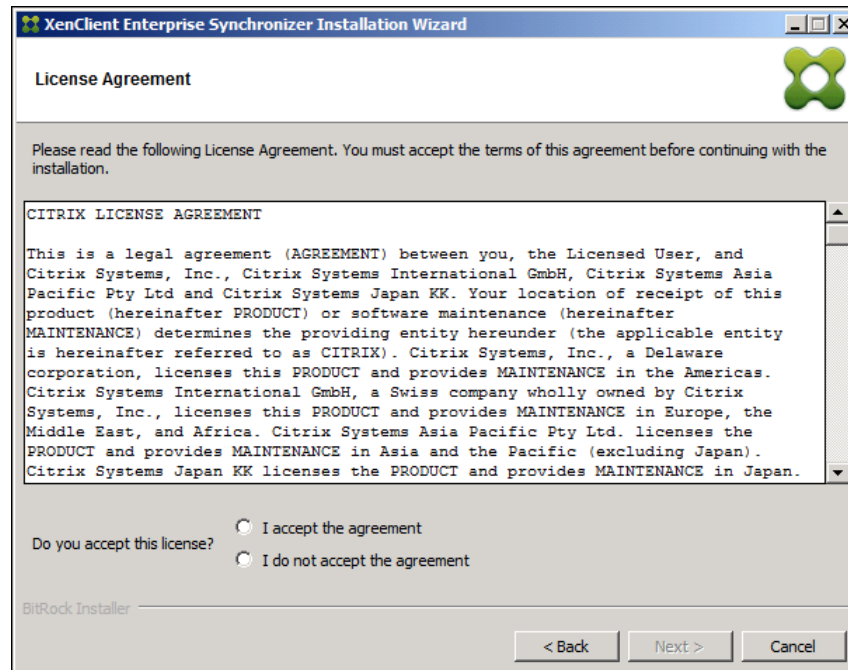 XenClient Enterprise Synchronizer Installation Wizard
License Agreement
Please read the following License Agreement. You must accept the terms of this agreement before continuing with the
installation.
CITRIX LICENSE AGREEMENT
This is a legal agreement (AGREEMENT) between you, the Licensed User, and
Citrix Systems, Inc., Citrix Systems International GmbH, Citrix Systems Asia
Pacific Pty Ltd and Citrix Systems Japan KK. Your location of receipt of this
product (hereinafter PRODUCT) or software maintenance (hereinafter
MAINTENANCE) determines the providing entity hereunder (the applicable entity
is hereinafter referred to as CITRIX). Citrix Systems, Inc., a Delaware
corporation, licenses this PRODUCT and provides MAINTENANCE in the Americas.
Citrix Systems International GmbH, a Swiss company wholly owned by Citrix
Systems, Inc., licenses this PRODUCT and provides MAINTENANCE in Europe, the
Middle East, and Africa. Citrix Systems Asia Pacific Pty Ltd. licenses the
PRODUCT and provides MAINTENANCE in Asia and the Pacific (excluding Japan).
Citrix Systems Japan KK licenses the PRODUCT and provides MAINTENANCE in Japan.
Do you accept this license?
I accept the agreement
I do not accept the agreement
BitRock Installer
< Back
Next >
Cancel